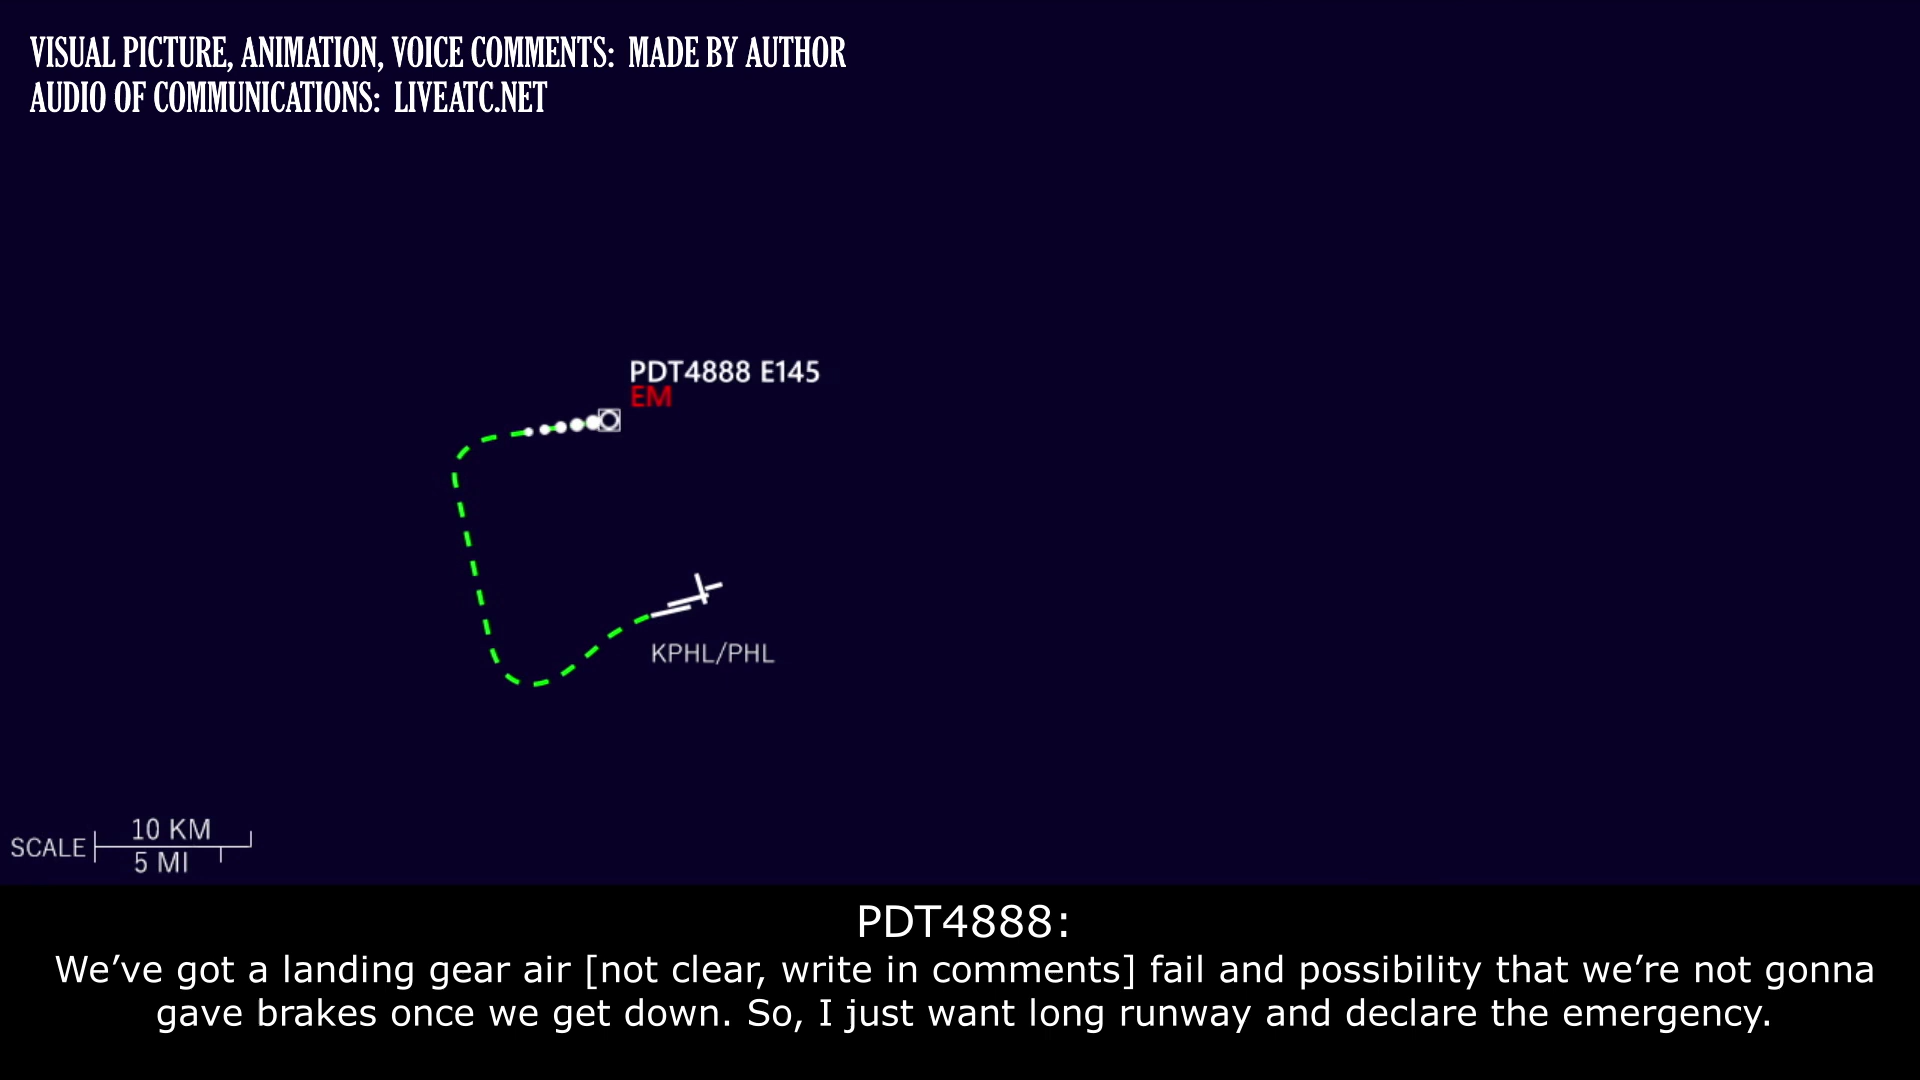 VISUAL PICTURE, ANIMATION, VOICE COMMENTS: MADE BY AUTHOR
AUDIO OF COMMUNICATIONS: LIVEATC.NET
PDT4888 E145
EM
KPHL/PHL
10 KM
SCALE
5 MI
PDT4888:
We’ve got a landing gear air [not clear, write in comments] fail and possibility that we’re not gonna
gave brakes once we get down. So, I just want long runway and declare the emergency.